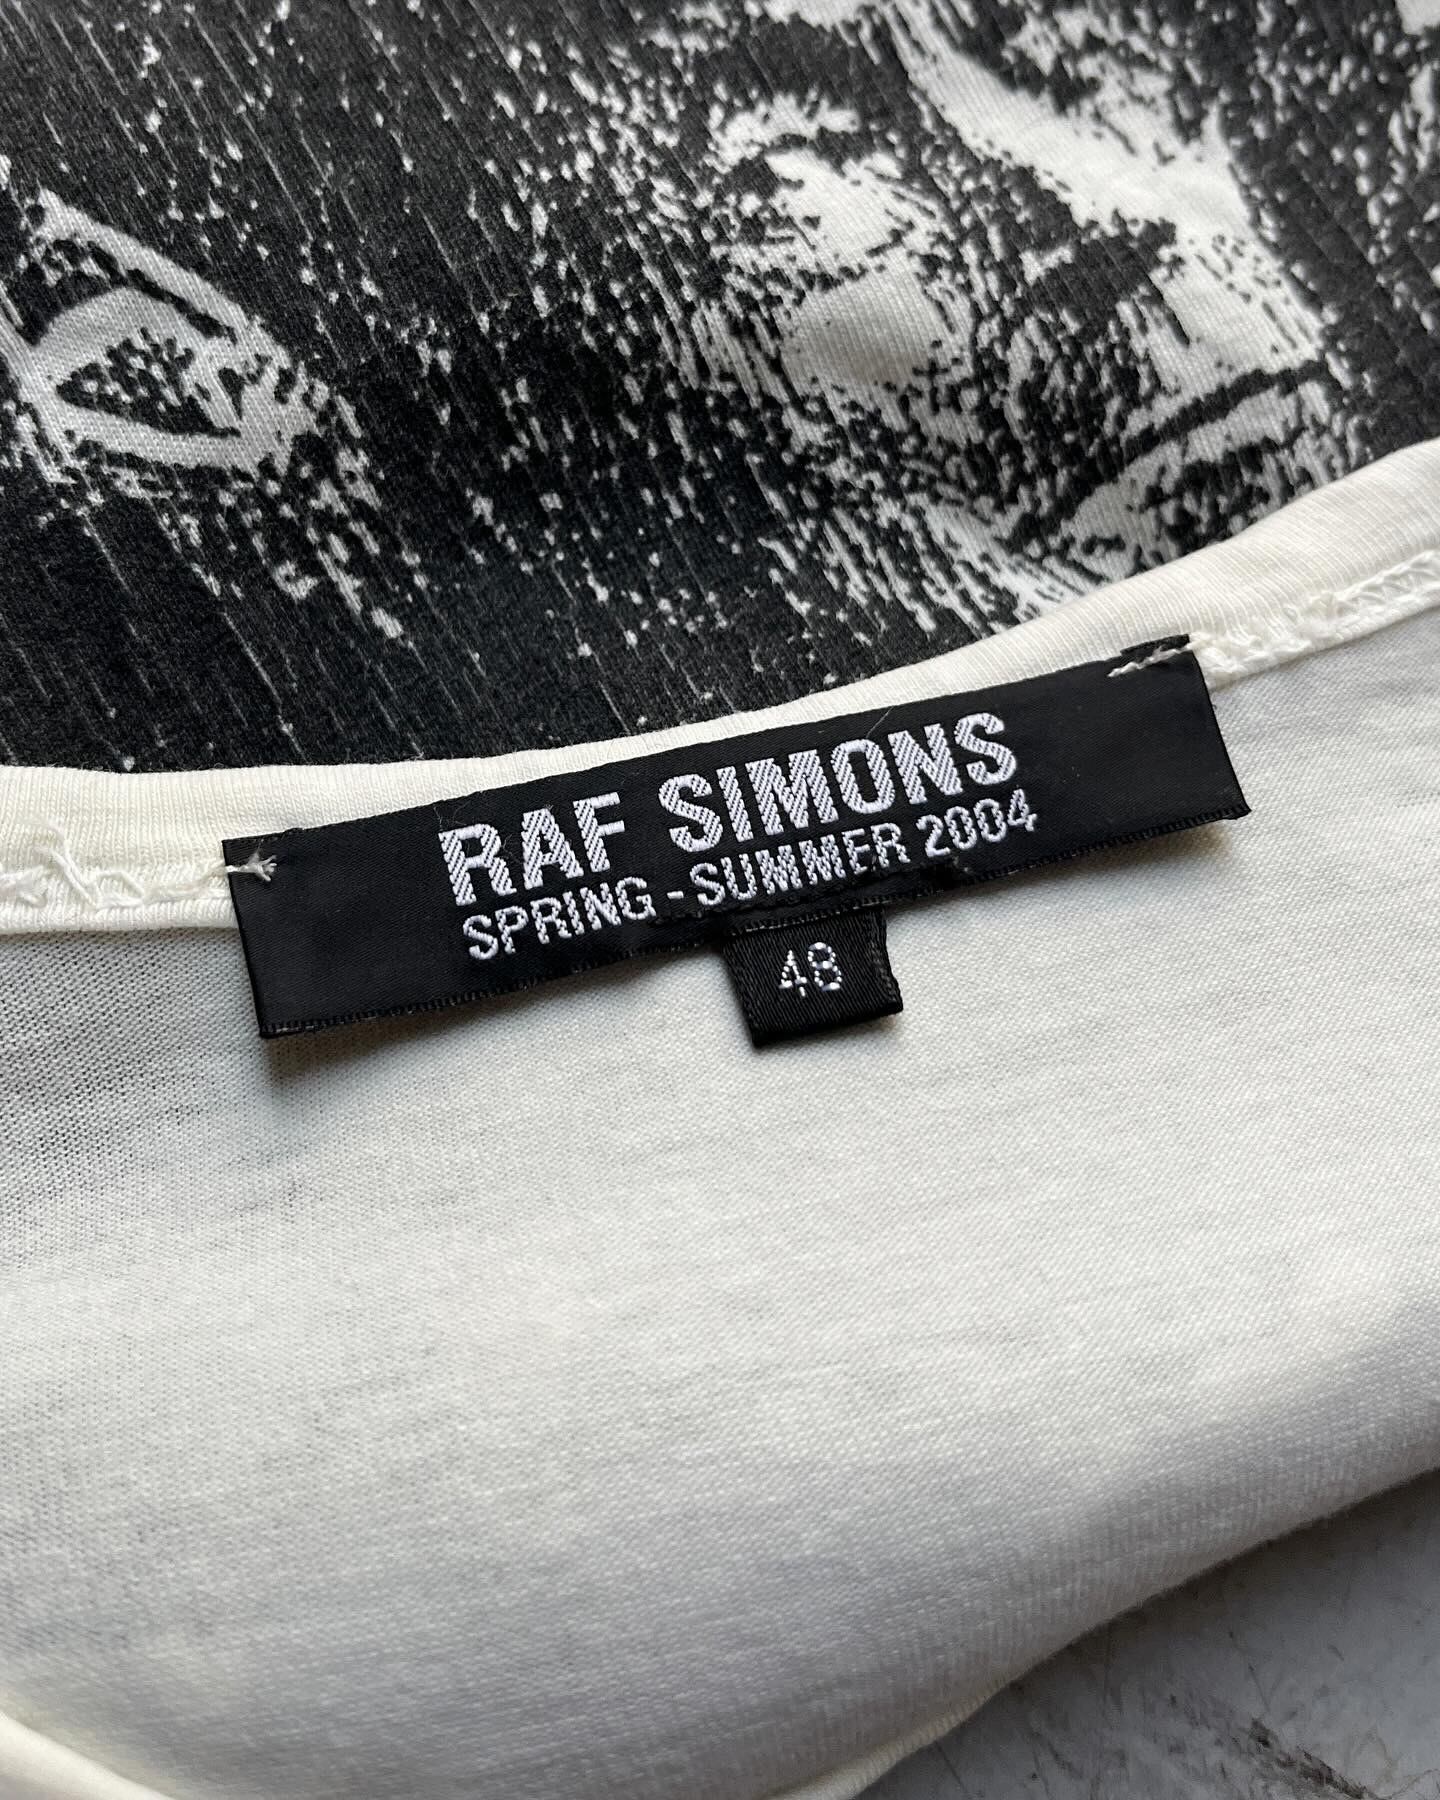 RAF SIMONS
SPRING - SUMMER 2004
48